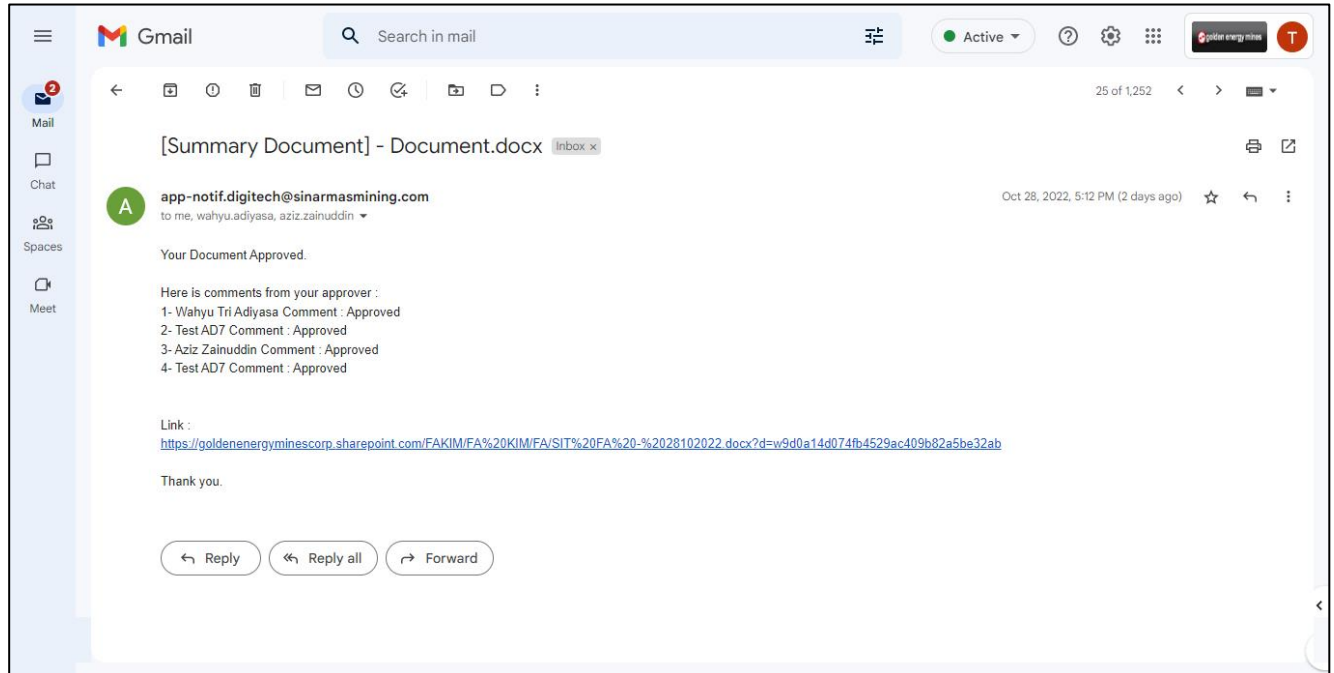 Gmail
Search in mail
Active
golden energy mines
T
2
Mail
Chat
Spaces
Meet
25 of 1,252
[Summary Document] - Document.docx Inbox ×
A
app-notif.digitech@sinarmasmining.com
Oct 28, 2022, 5:12 PM (2 days ago)
to me, wahyu.adiyasa, aziz.zainuddin
Your Document Approved.
Here is comments from your approver :
1- Wahyu Tri Adiyasa Comment : Approved
2- Test AD7 Comment : Approved
3- Aziz Zainuddin Comment : Approved
4- Test AD7 Comment : Approved
Link :
https://goldenenergyminescorp.sharepoint.com/FAKIM/FA%20KIM/FA/SIT%20FA%20-%2028102022.docx?d=w9d0a14d074fb4529ac409b82a5be32ab
Thank you.
Reply
Reply all
Forward